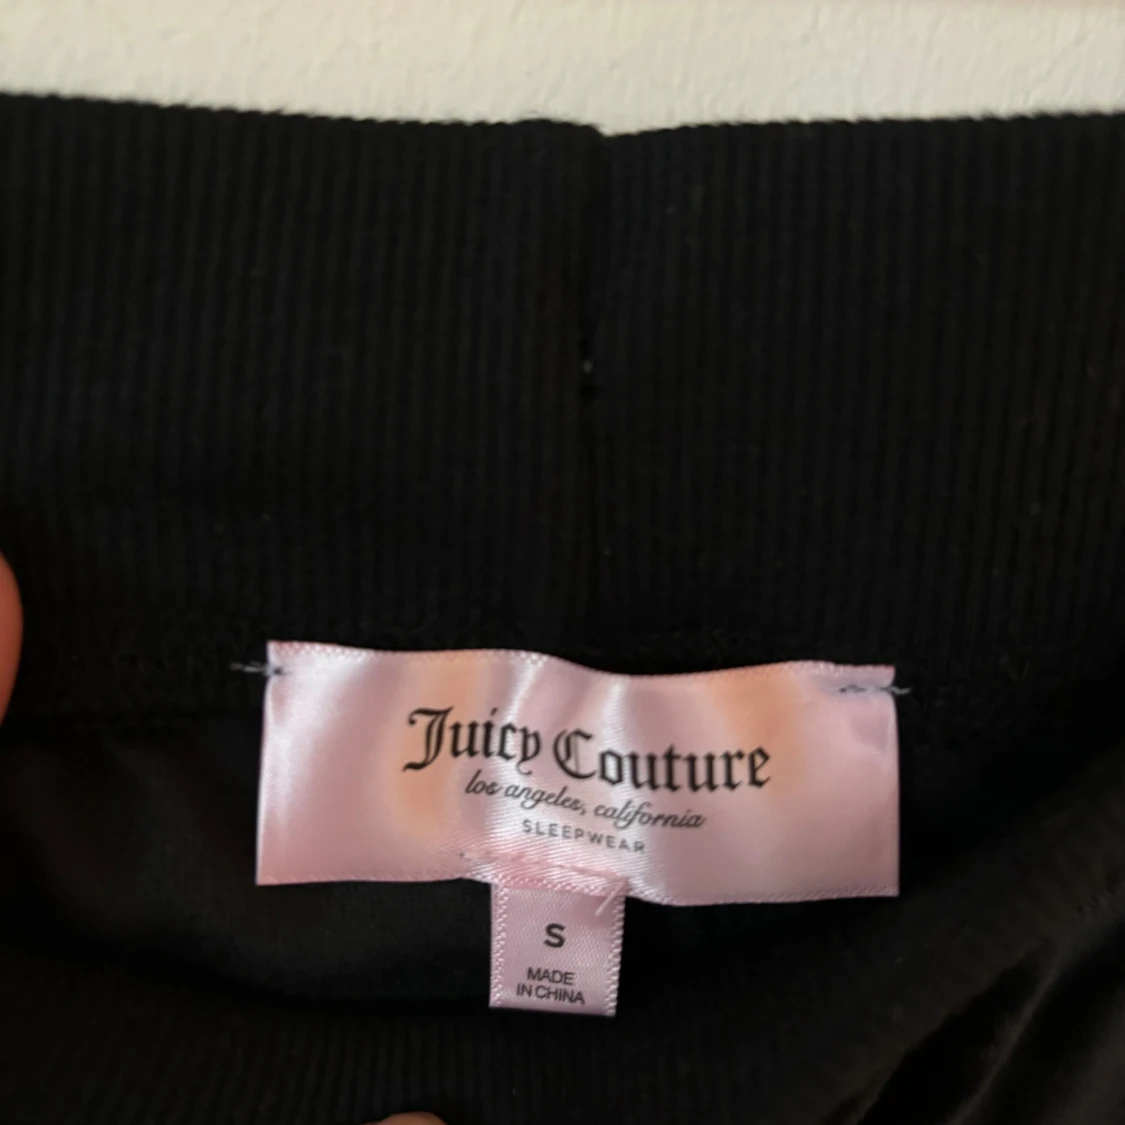 Juicy Couture
los angeles, california
SLEEPWEAR
S
MADE
IN CHINA